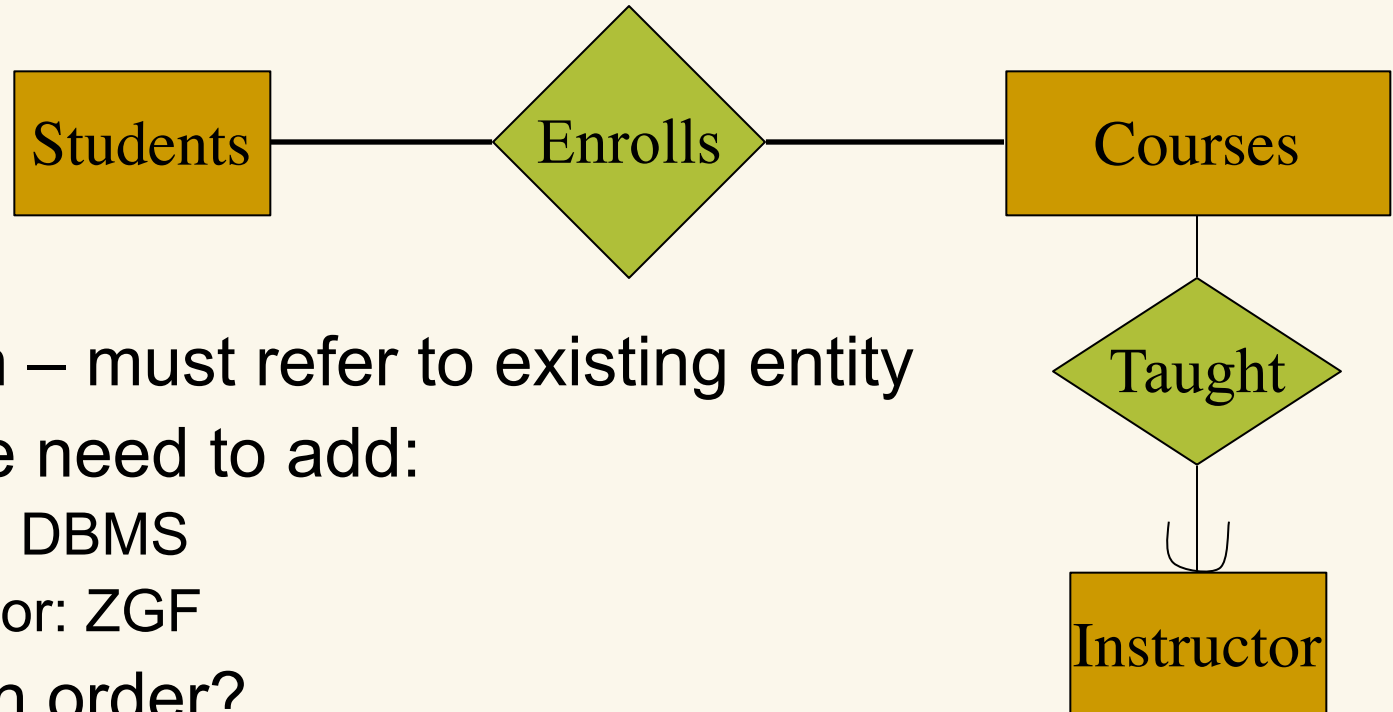 Students
Enrolls
Courses
– must refer to existing entity
Taught
need to add:
DBMS
or: ZGF
Instructor
order?